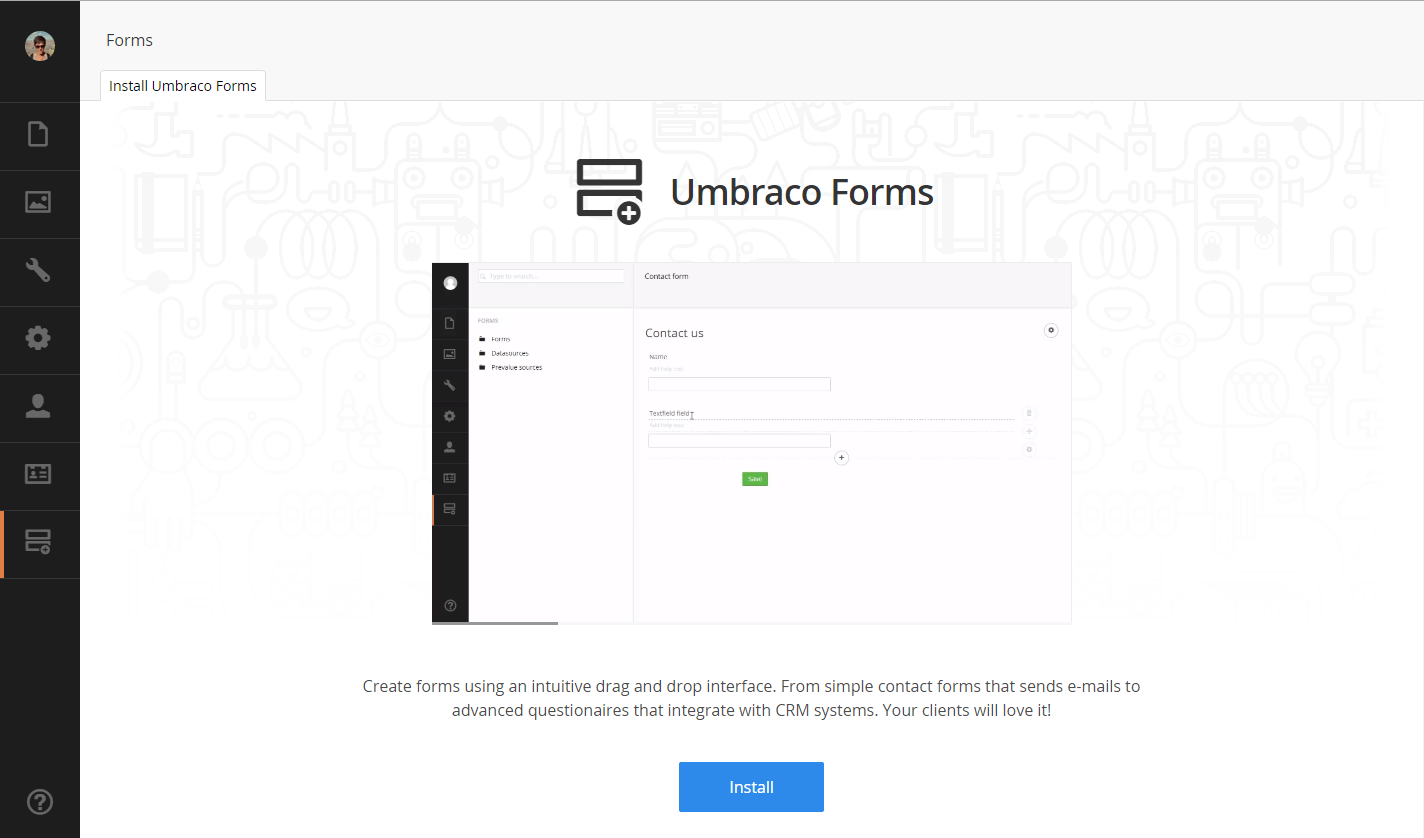 Forms
Install Umbraco Forms
Umbraco Forms
Type to search...
Contact form
FORMS
Forms
Datasources
Prevalue sources
Contact us
Name
Add help text
Textfield field
Add help text
Save
Create forms using an intuitive drag and drop interface. From simple contact forms that sends e-mails to
advanced questionaires that integrate with CRM systems. Your clients will love it!
Install